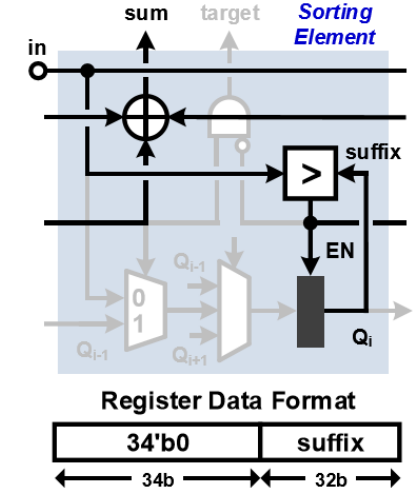 sum target Sorting Element
in
> suffix
EN
Qi-1
0
1
Qi-1
Qi+1
Qi
Register Data Format
34'b0 suffix
34b 32b